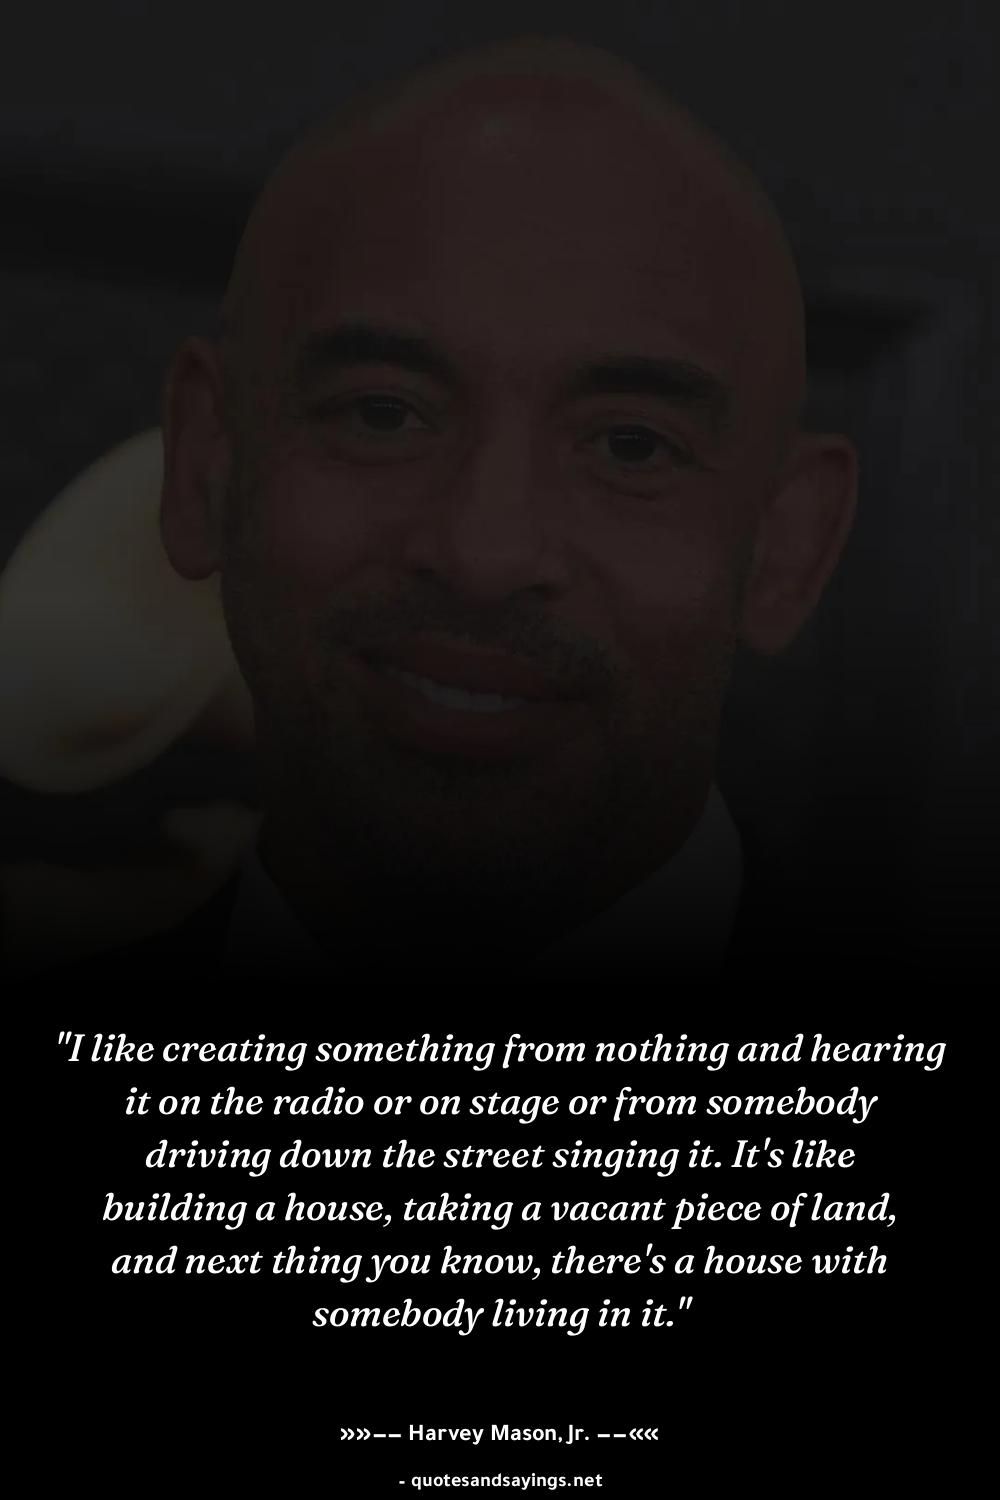 "I like creating something from nothing and hearing
it on the radio or on stage or from somebody
driving down the street singing it. It's like
building a house, taking a vacant piece of land,
and next thing you know, there's a house with
somebody living in it."
»»−− Harvey Mason, Jr. −−««
- quotesandsayings.net